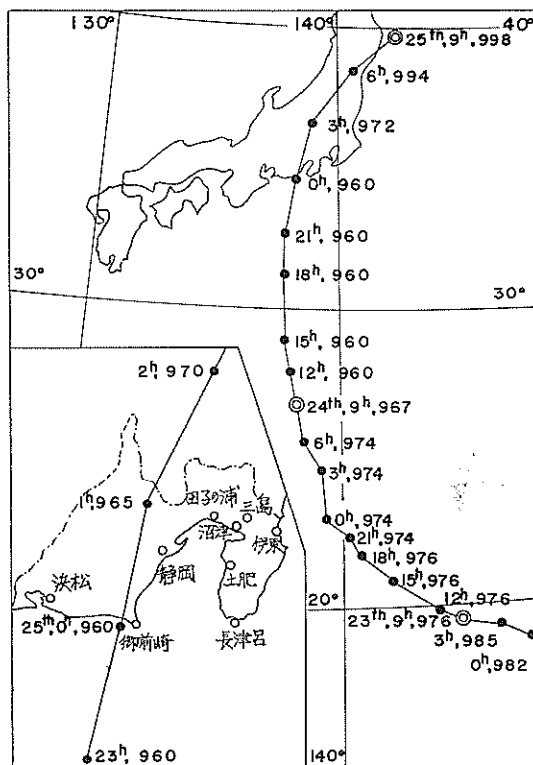 130°
140°
40°
25th, 9h, 998
6h, 994
3h, 972
0h, 960
21h, 960
18h, 960
30°
30°
15h, 960
12h, 960
24th, 9h, 967
6h, 974
3h, 974
0h, 974
21h, 974
18h, 976
15h, 976
12h, 976
20°
23th, 9h, 976
3h, 985
0h, 982
140°
2h, 970
1h, 965
田子の浦
三島
沼津
伊東
静岡
土肥
浜松
25th, 0h, 960
御前崎
長津呂
23h, 960